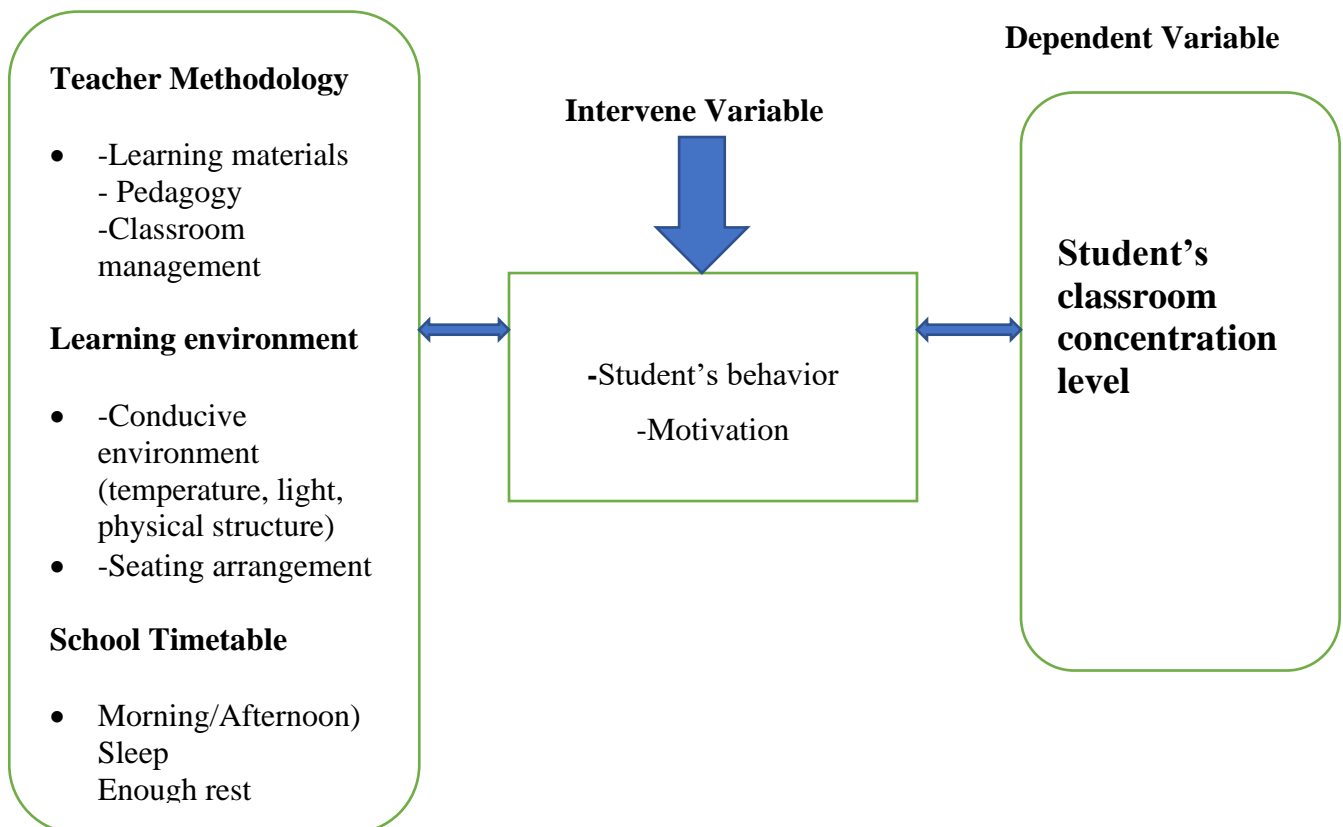 Teacher Methodology
• -Learning materials
- Pedagogy
-Classroom
management
Learning environment
• -Conducive
environment
(temperature, light,
physical structure)
• -Seating arrangement
School Timetable
• Morning/Afternoon)
Sleep
Enough rest
Intervene Variable
-Student’s behavior
-Motivation
Dependent Variable
Student’s
classroom
concentration
level